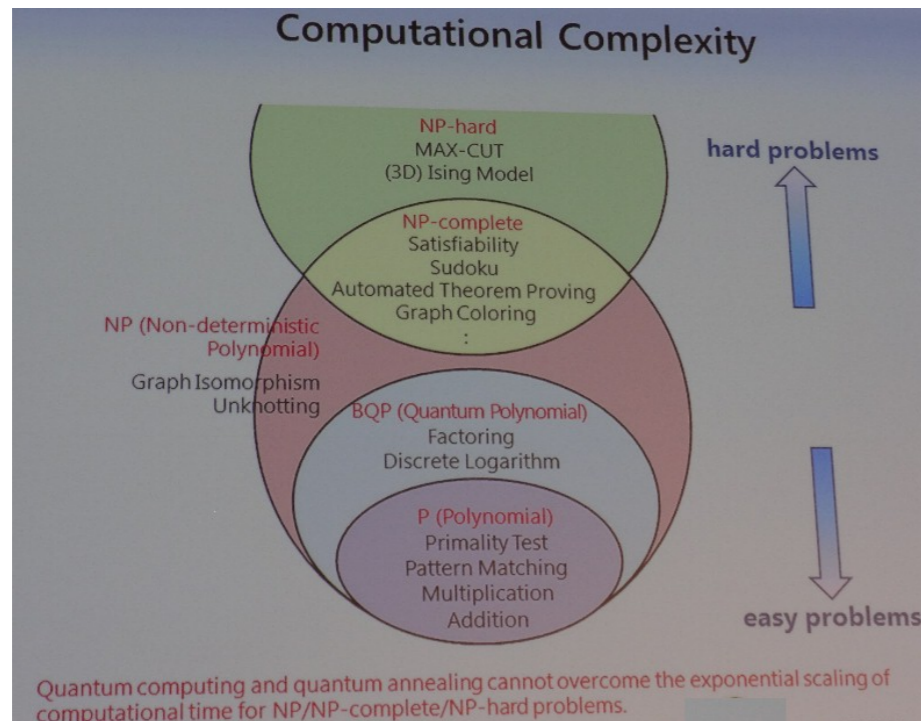 Computational Complexity
NP-hard
MAX-CUT
(3D) Ising Model
hard problems
NP-complete
Satisfiability
Sudoku
Automated Theorem Proving
Graph Coloring
:
NP (Non-deterministic
Polynomial)
Graph Isomorphism
Unknotting
BQP (Quantum Polynomial)
Factoring
Discrete Logarithm
P (Polynomial)
Primality Test
Pattern Matching
Multiplication
Addition
easy problems
Quantum computing and quantum annealing cannot overcome the exponential scaling of
computational time for NP/NP-complete/NP-hard problems.